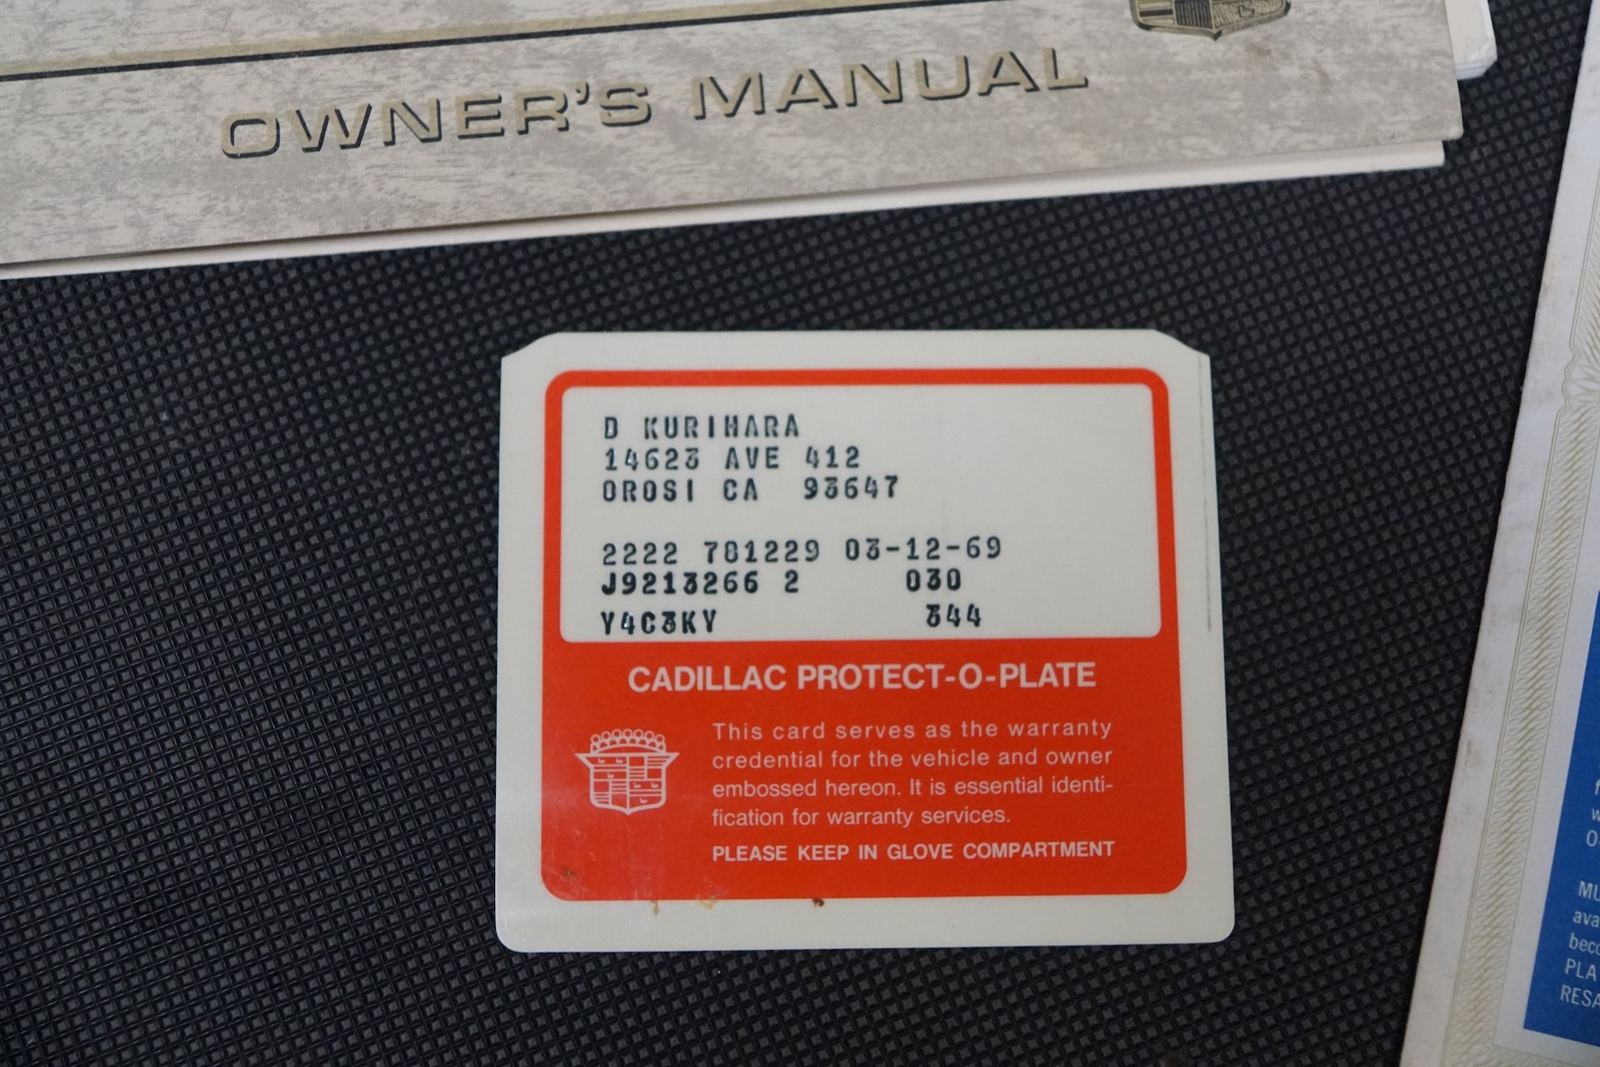 OWNER'S MANUAL
D KURIHARA
14623 AVE 412
OROSI CA 93647
2222 781229 03-12-69
J9213266 2 030
Y4C3KY 344
CADILLAC PROTECT-O-PLATE
This card serves as the warranty
credential for the vehicle and owner
embossed hereon. It is essential identi-
fication for warranty services.
PLEASE KEEP IN GLOVE COMPARTMENT